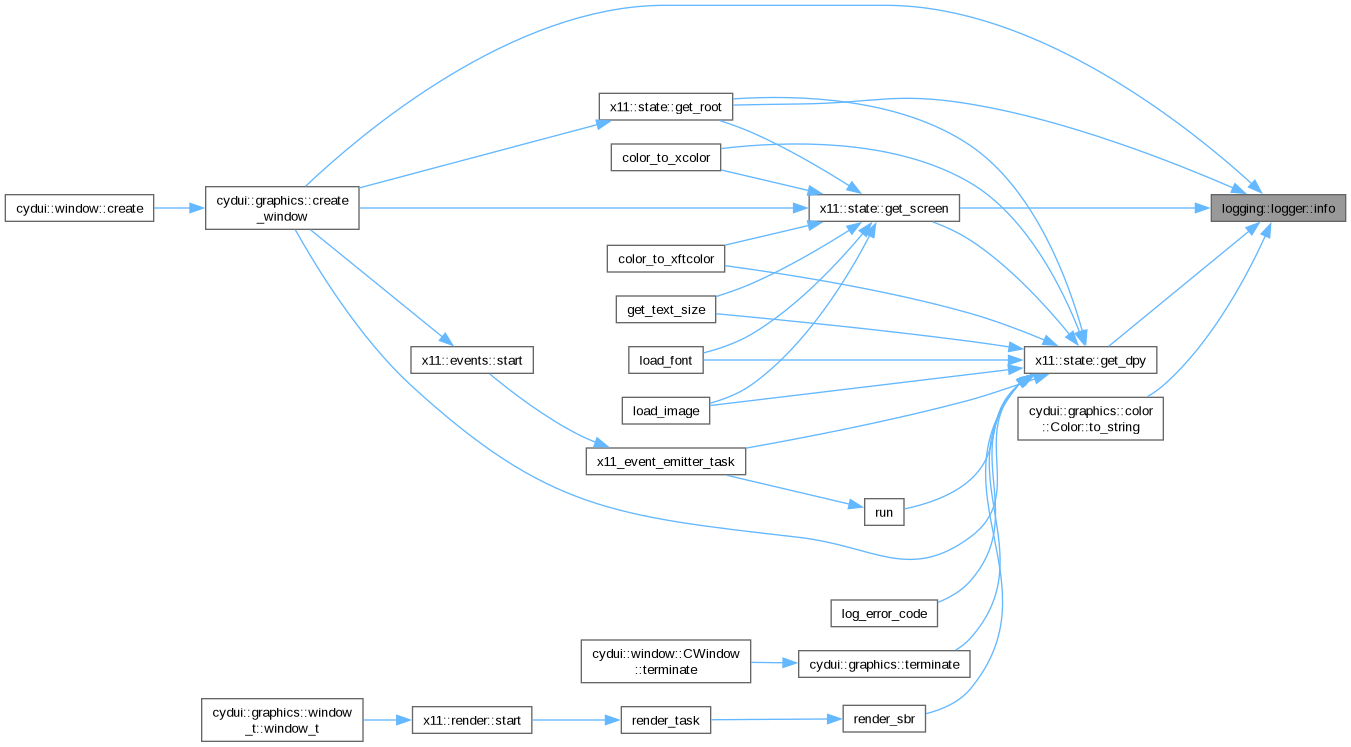 x11::state::get_root
color_to_xcolor
cydui::window::create
cydui::graphics::create
_window
x11::state::get_screen
logging::logger::info
color_to_xftcolor
get_text_size
x11::events::start
load_font
x11::state::get_dpy
load_image
cydui::graphics::color
::Color::to_string
x11_event_emitter_task
run
log_error_code
cydui::window::CWindow
::terminate
cydui::graphics::terminate
cydui::graphics::window
_t::window_t
x11::render::start
render_task
render_sbr